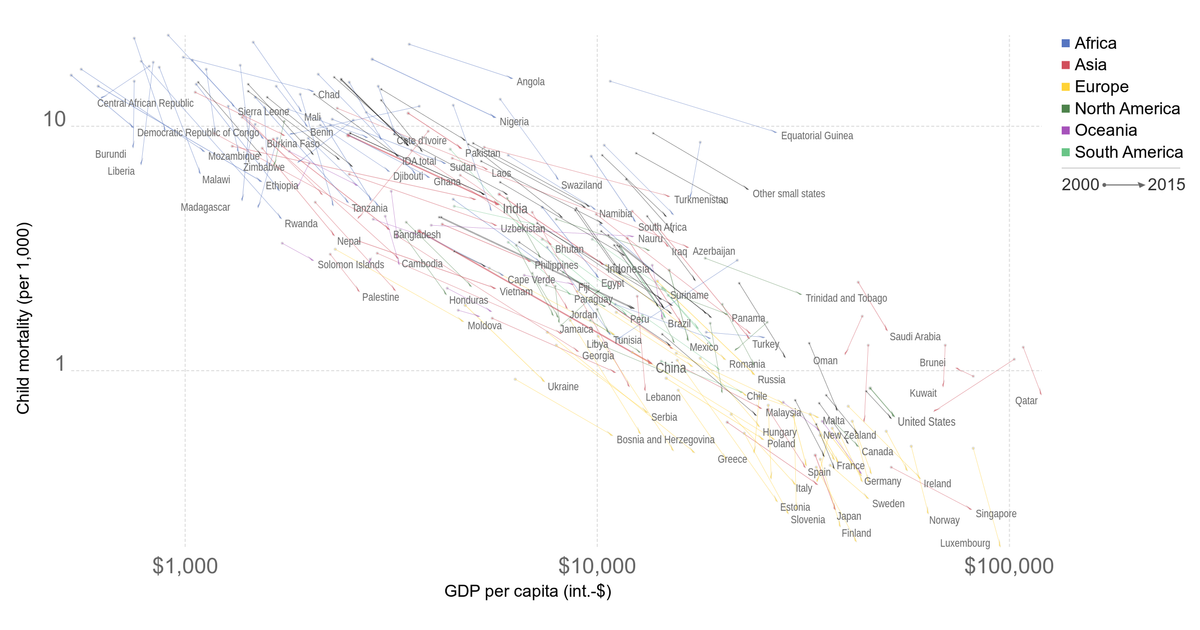 Africa
Asia
Europe
North America
Oceania
South America
2000 2015
Child mortality (per 1,000)
10
1
Angola
Chad
Central African Republic
Sierra Leone
Mali
Nigeria
Democratic Republic of Congo
Benin
Equatorial Guinea
Burkina Faso
Cote d'Ivoire
Burundi
Mozambique
Pakistan
IDA total
Zimbabwe
Sudan
Liberia
Laos
Djibouti
Malawi
Ghana
Ethiopia
Swaziland
Other small states
Turkmenistan
Madagascar
Tanzania
India
Namibia
Rwanda
Uzbekistan
South Africa
Bangladesh
Nepal
Nauru
Bhutan
Iraq
Azerbaijan
Solomon Islands
Cambodia
Philippines
Indonesia
Cape Verde
Egypt
Fiji
Palestine
Vietnam
Suriname
Honduras
Paraguay
Trinidad and Tobago
Jordan
Peru
Panama
Moldova
Jamaica
Brazil
Saudi Arabia
Libya
Tunisia
Mexico
Turkey
Georgia
Oman
Brunei
China
Romania
Russia
Ukraine
Lebanon
Chile
Kuwait
Qatar
Serbia
Malaysia
Malta
United States
Hungary
New Zealand
Bosnia and Herzegovina
Poland
Canada
Greece
France
Spain
Germany
Ireland
Italy
Sweden
Estonia
Singapore
Slovenia
Japan
Norway
Finland
Luxembourg
$1,000
$10,000
$100,000
GDP per capita (int.-$)